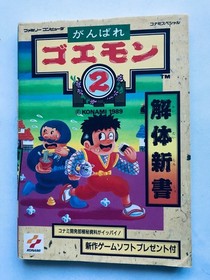 ファミリーコンピュータ
コナミスペシャル
がんばれ
ゴエモン
2
TM
© KONAMI 1989
解体新書
コナミ開発部極秘資料がイッパイ!
新作ゲームソフトプレゼント付
KONAMI